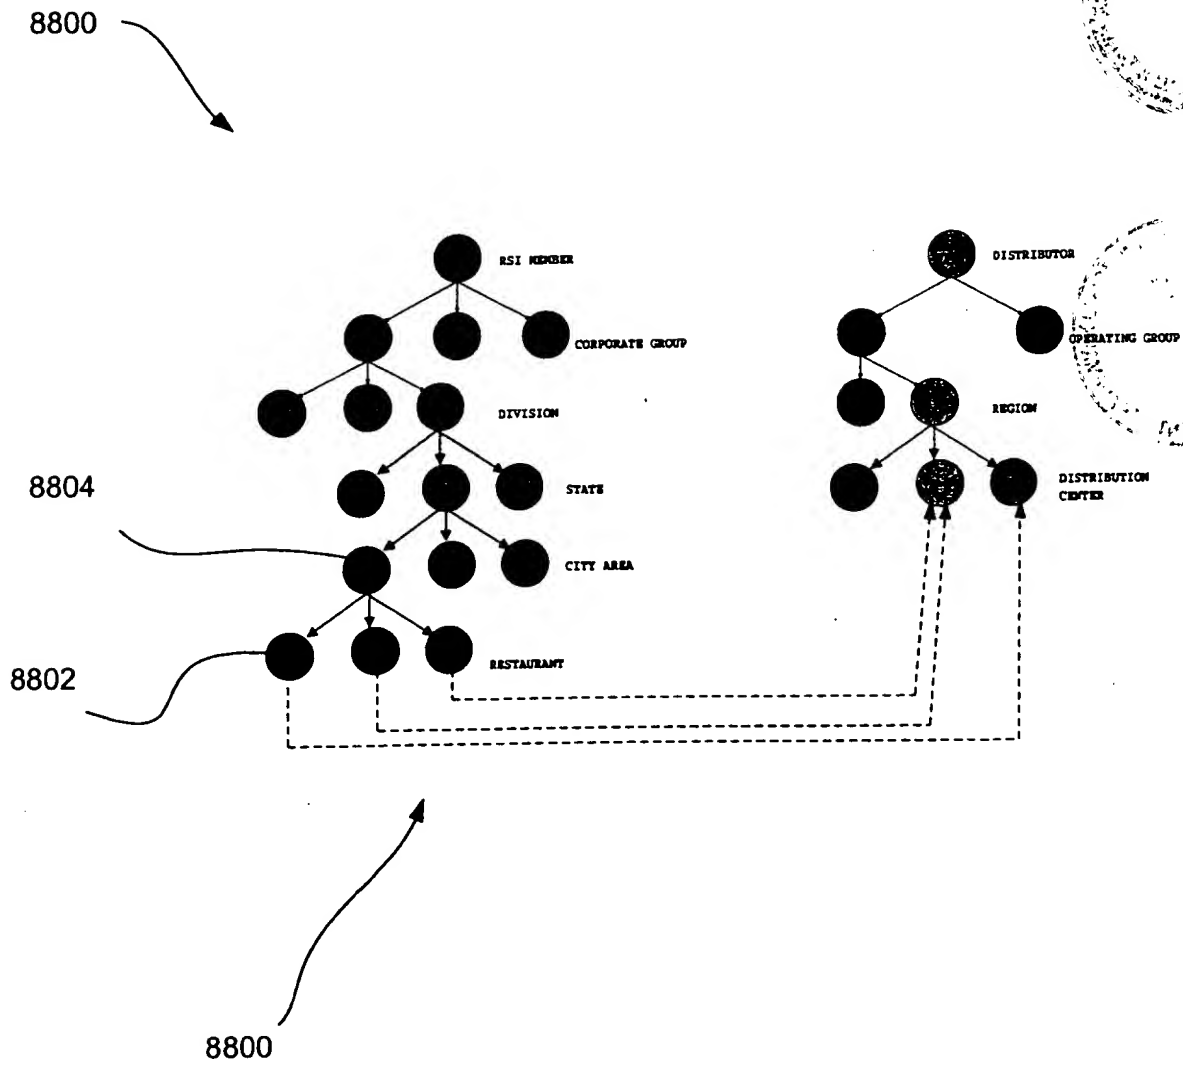 8800
RSI MEMBER
DISTRIBUTOR
CORPORATE GROUP
OPERATING GROUP
DIVISION
REGION
8804
STATE
DISTRIBUTION
CENTER
CITY AREA
8802
RESTAURANT
8800